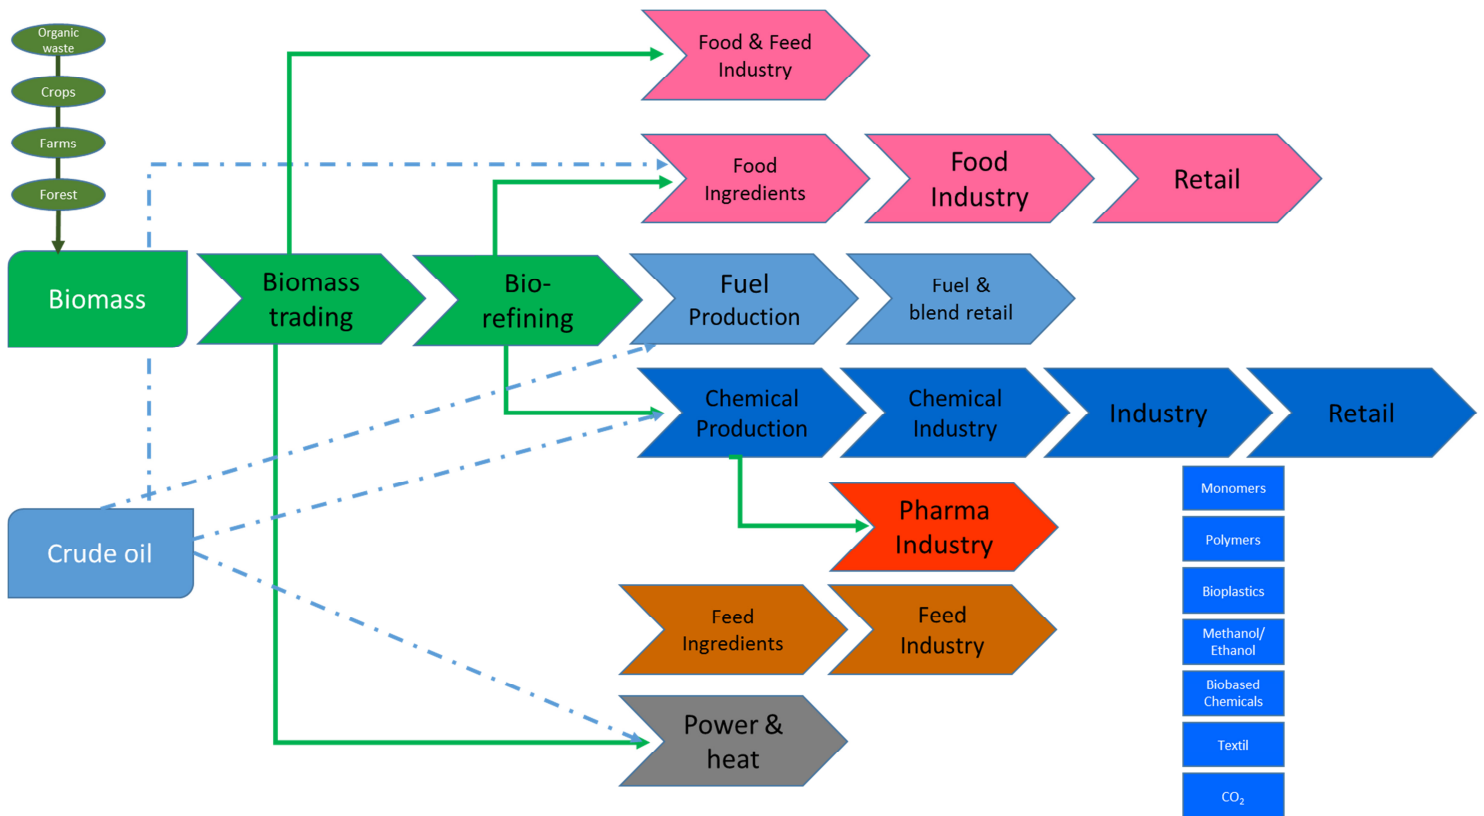 Organic
waste
Crops
Farms
Forest
Food & Feed
Industry
Food
Ingredients
Food
Industry
Retail
Biomass
Biomass
trading
Bio-
refining
Fuel
Production
Fuel &
blend retail
Chemical
Production
Chemical
Industry
Industry
Retail
Crude oil
Pharma
Industry
Feed
Ingredients
Feed
Industry
Power &
heat
Monomers
Polymers
Bioplastics
Methanol/
Ethanol
Biobased
Chemicals
Textil
CO₂